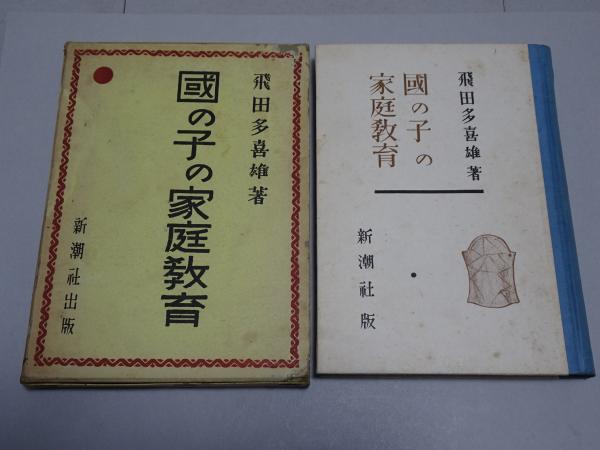 飛田多喜雄著
國の子の家庭教育
新潮社出版
飛田多喜雄著
國の子の
家庭教育
新潮社版